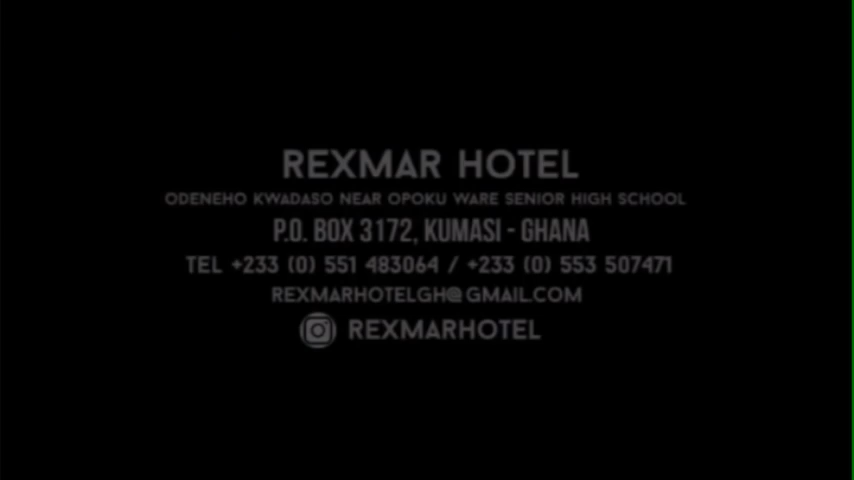 REXMAR HOTEL
ODENEHO KWADASO NEAR OPOKU WARE SENIOR HIGH SCHOOL
P.O. BOX 3172, KUMASI - GHANA
TEL +233 (0) 551 483064 / +233 (0) 553 507471
REXMARHOTELGH@GMAIL.COM
REXMARHOTEL